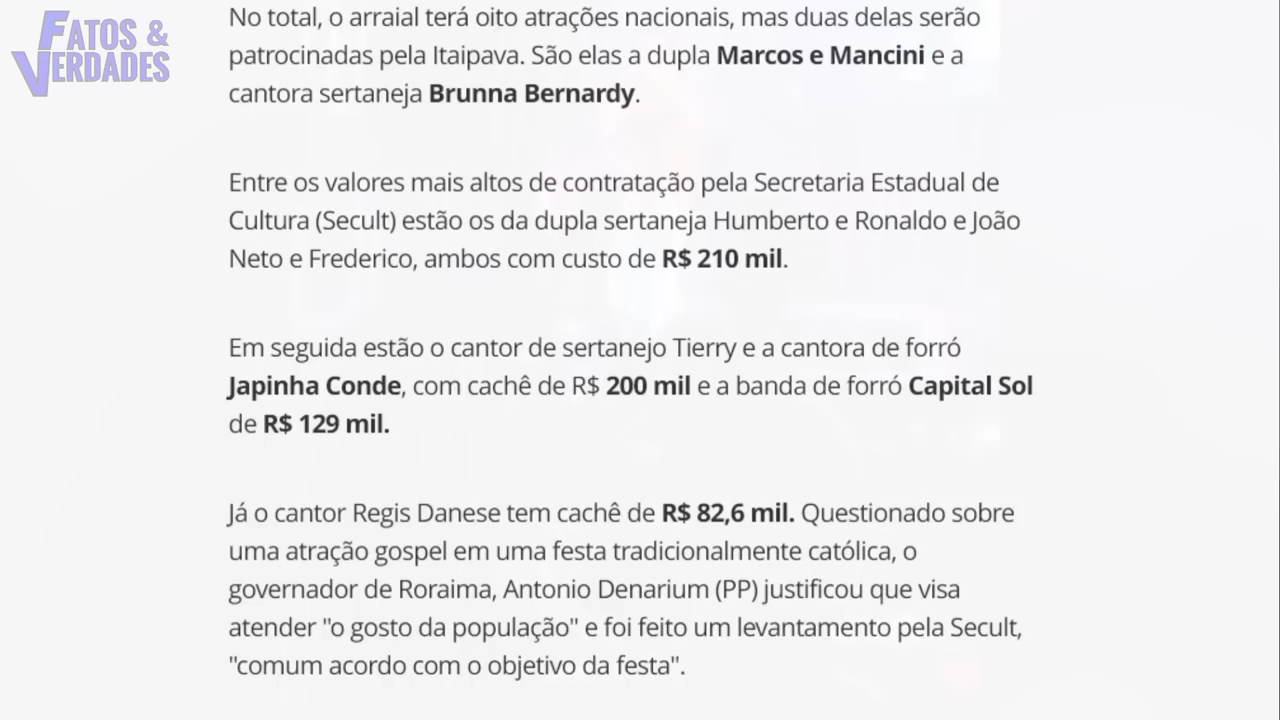 FATOS &
VERDADES
No total, o arraial terá oito atrações nacionais, mas duas delas serão
patrocinadas pela Itaipava. São elas a dupla Marcos e Mancini e a
cantora sertaneja Brunna Bernardy.
Entre os valores mais altos de contratação pela Secretaria Estadual de
Cultura (Secult) estão os da dupla sertaneja Humberto e Ronaldo e João
Neto e Frederico, ambos com custo de R$ 210 mil.
Em seguida estão o cantor de sertanejo Tierry e a cantora de forró
Japinha Conde, com cachê de R$ 200 mil e a banda de forró Capital Sol
de R$ 129 mil.
Já o cantor Regis Danese tem cachê de R$ 82,6 mil. Questionado sobre
uma atração gospel em uma festa tradicionalmente católica, o
governador de Roraima, Antonio Denarium (PP) justificou que visa
atender "o gosto da população" e foi feito um levantamento pela Secult,
"comum acordo com o objetivo da festa".